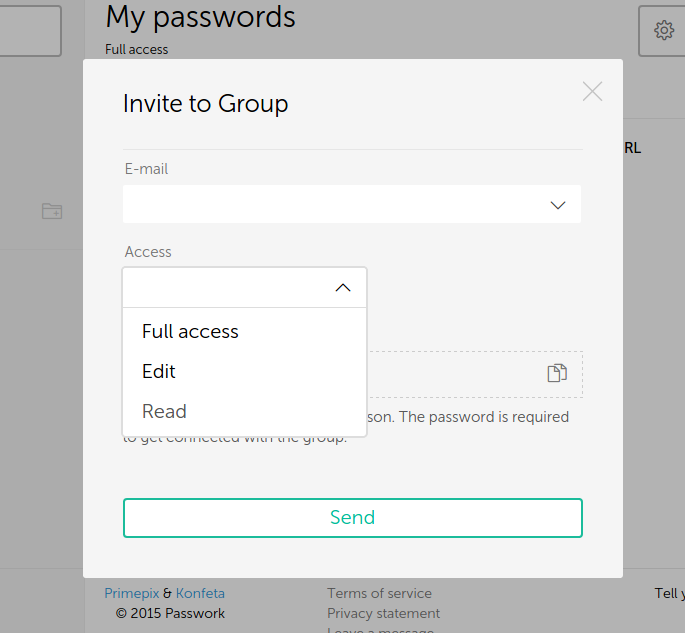 My passwords
Full access
Invite to Group
RL
E-mail
Access
Full access
Edit
Read
son. The password is required
to get connected with the group.
Send
Primepix & Konfeta
© 2015 Passwork
Terms of service
Privacy statement
Leave a message
Tell